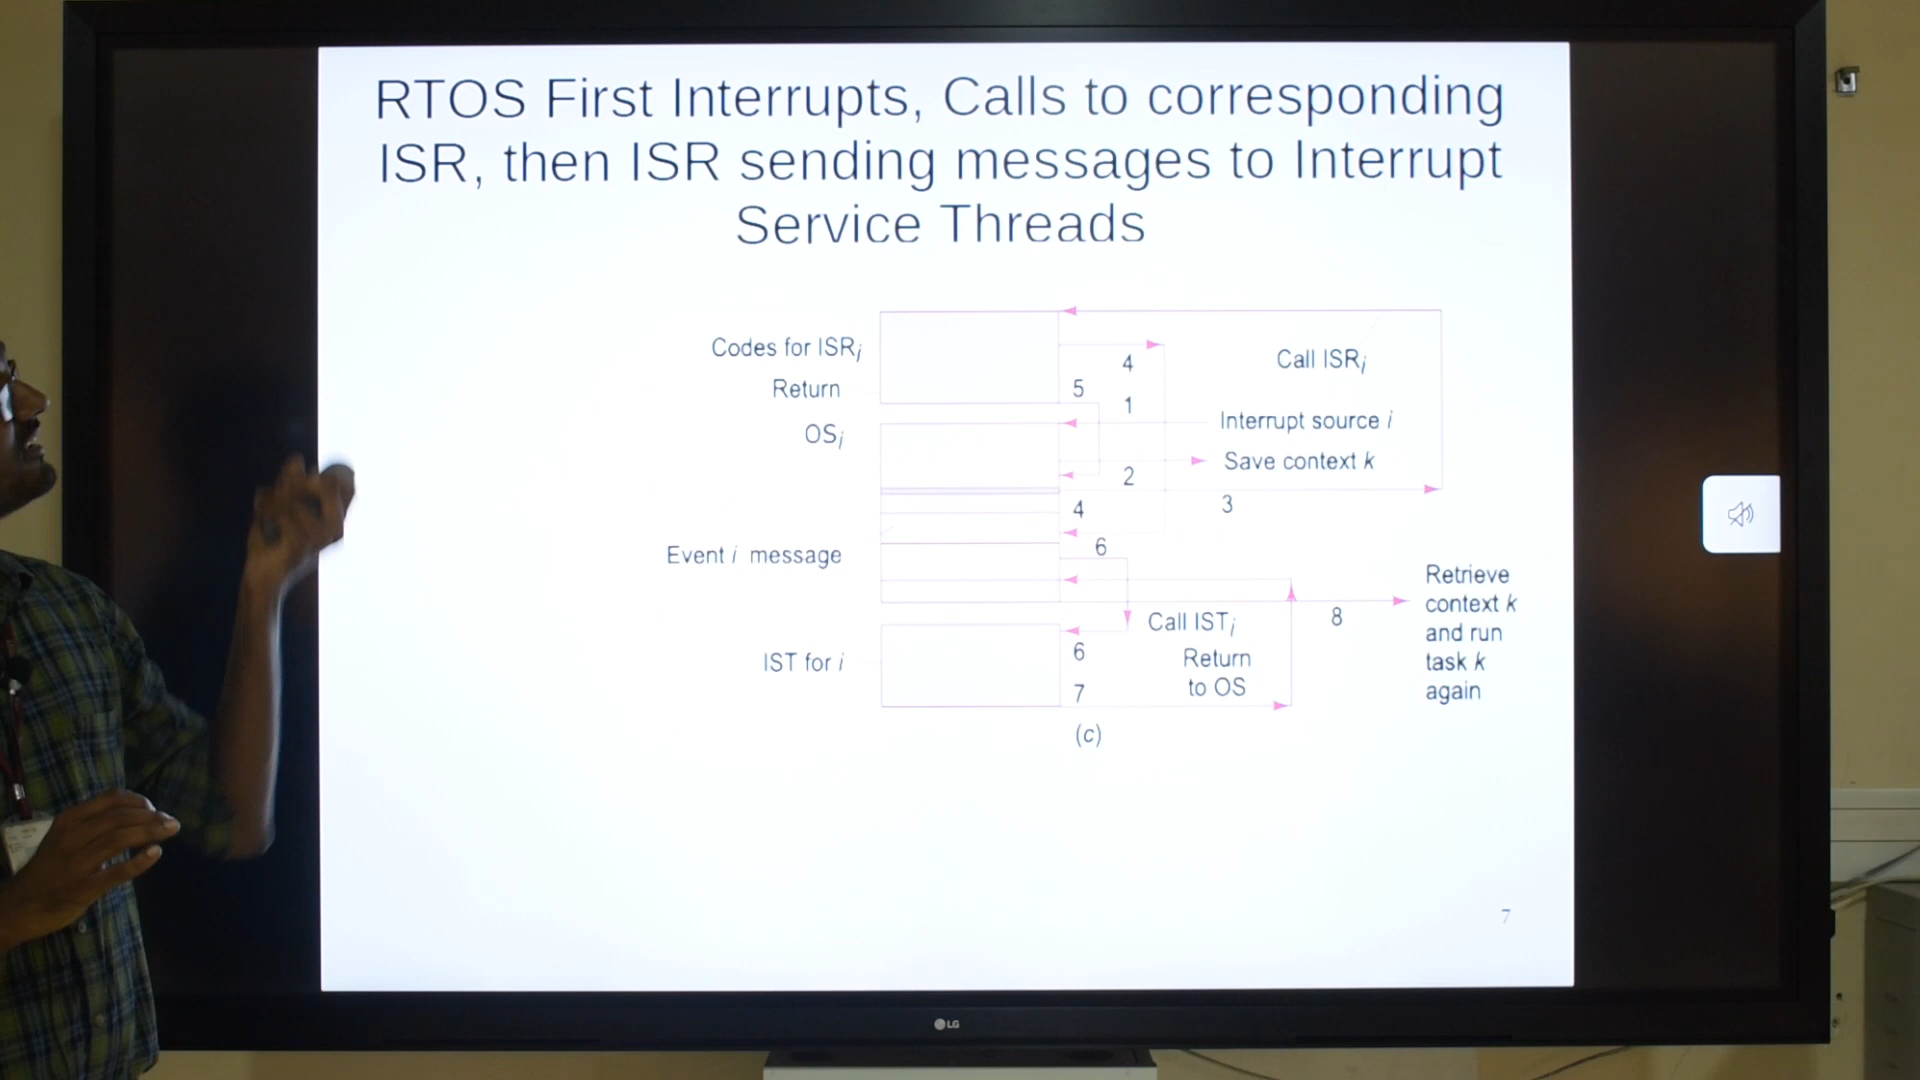 RTOS First Interrupts, Calls to corresponding
ISR, then ISR sending messages to Interrupt
Service Threads
Codes for ISRi
4
Call ISRi
Return
5
1
Interrupt source i
OSi
Save context k
2
4
3
Event i message
6
Retrieve
context k
and run
task k
again
Call ISTi
8
IST for i
6
Return
to OS
7
(c)
7
LG